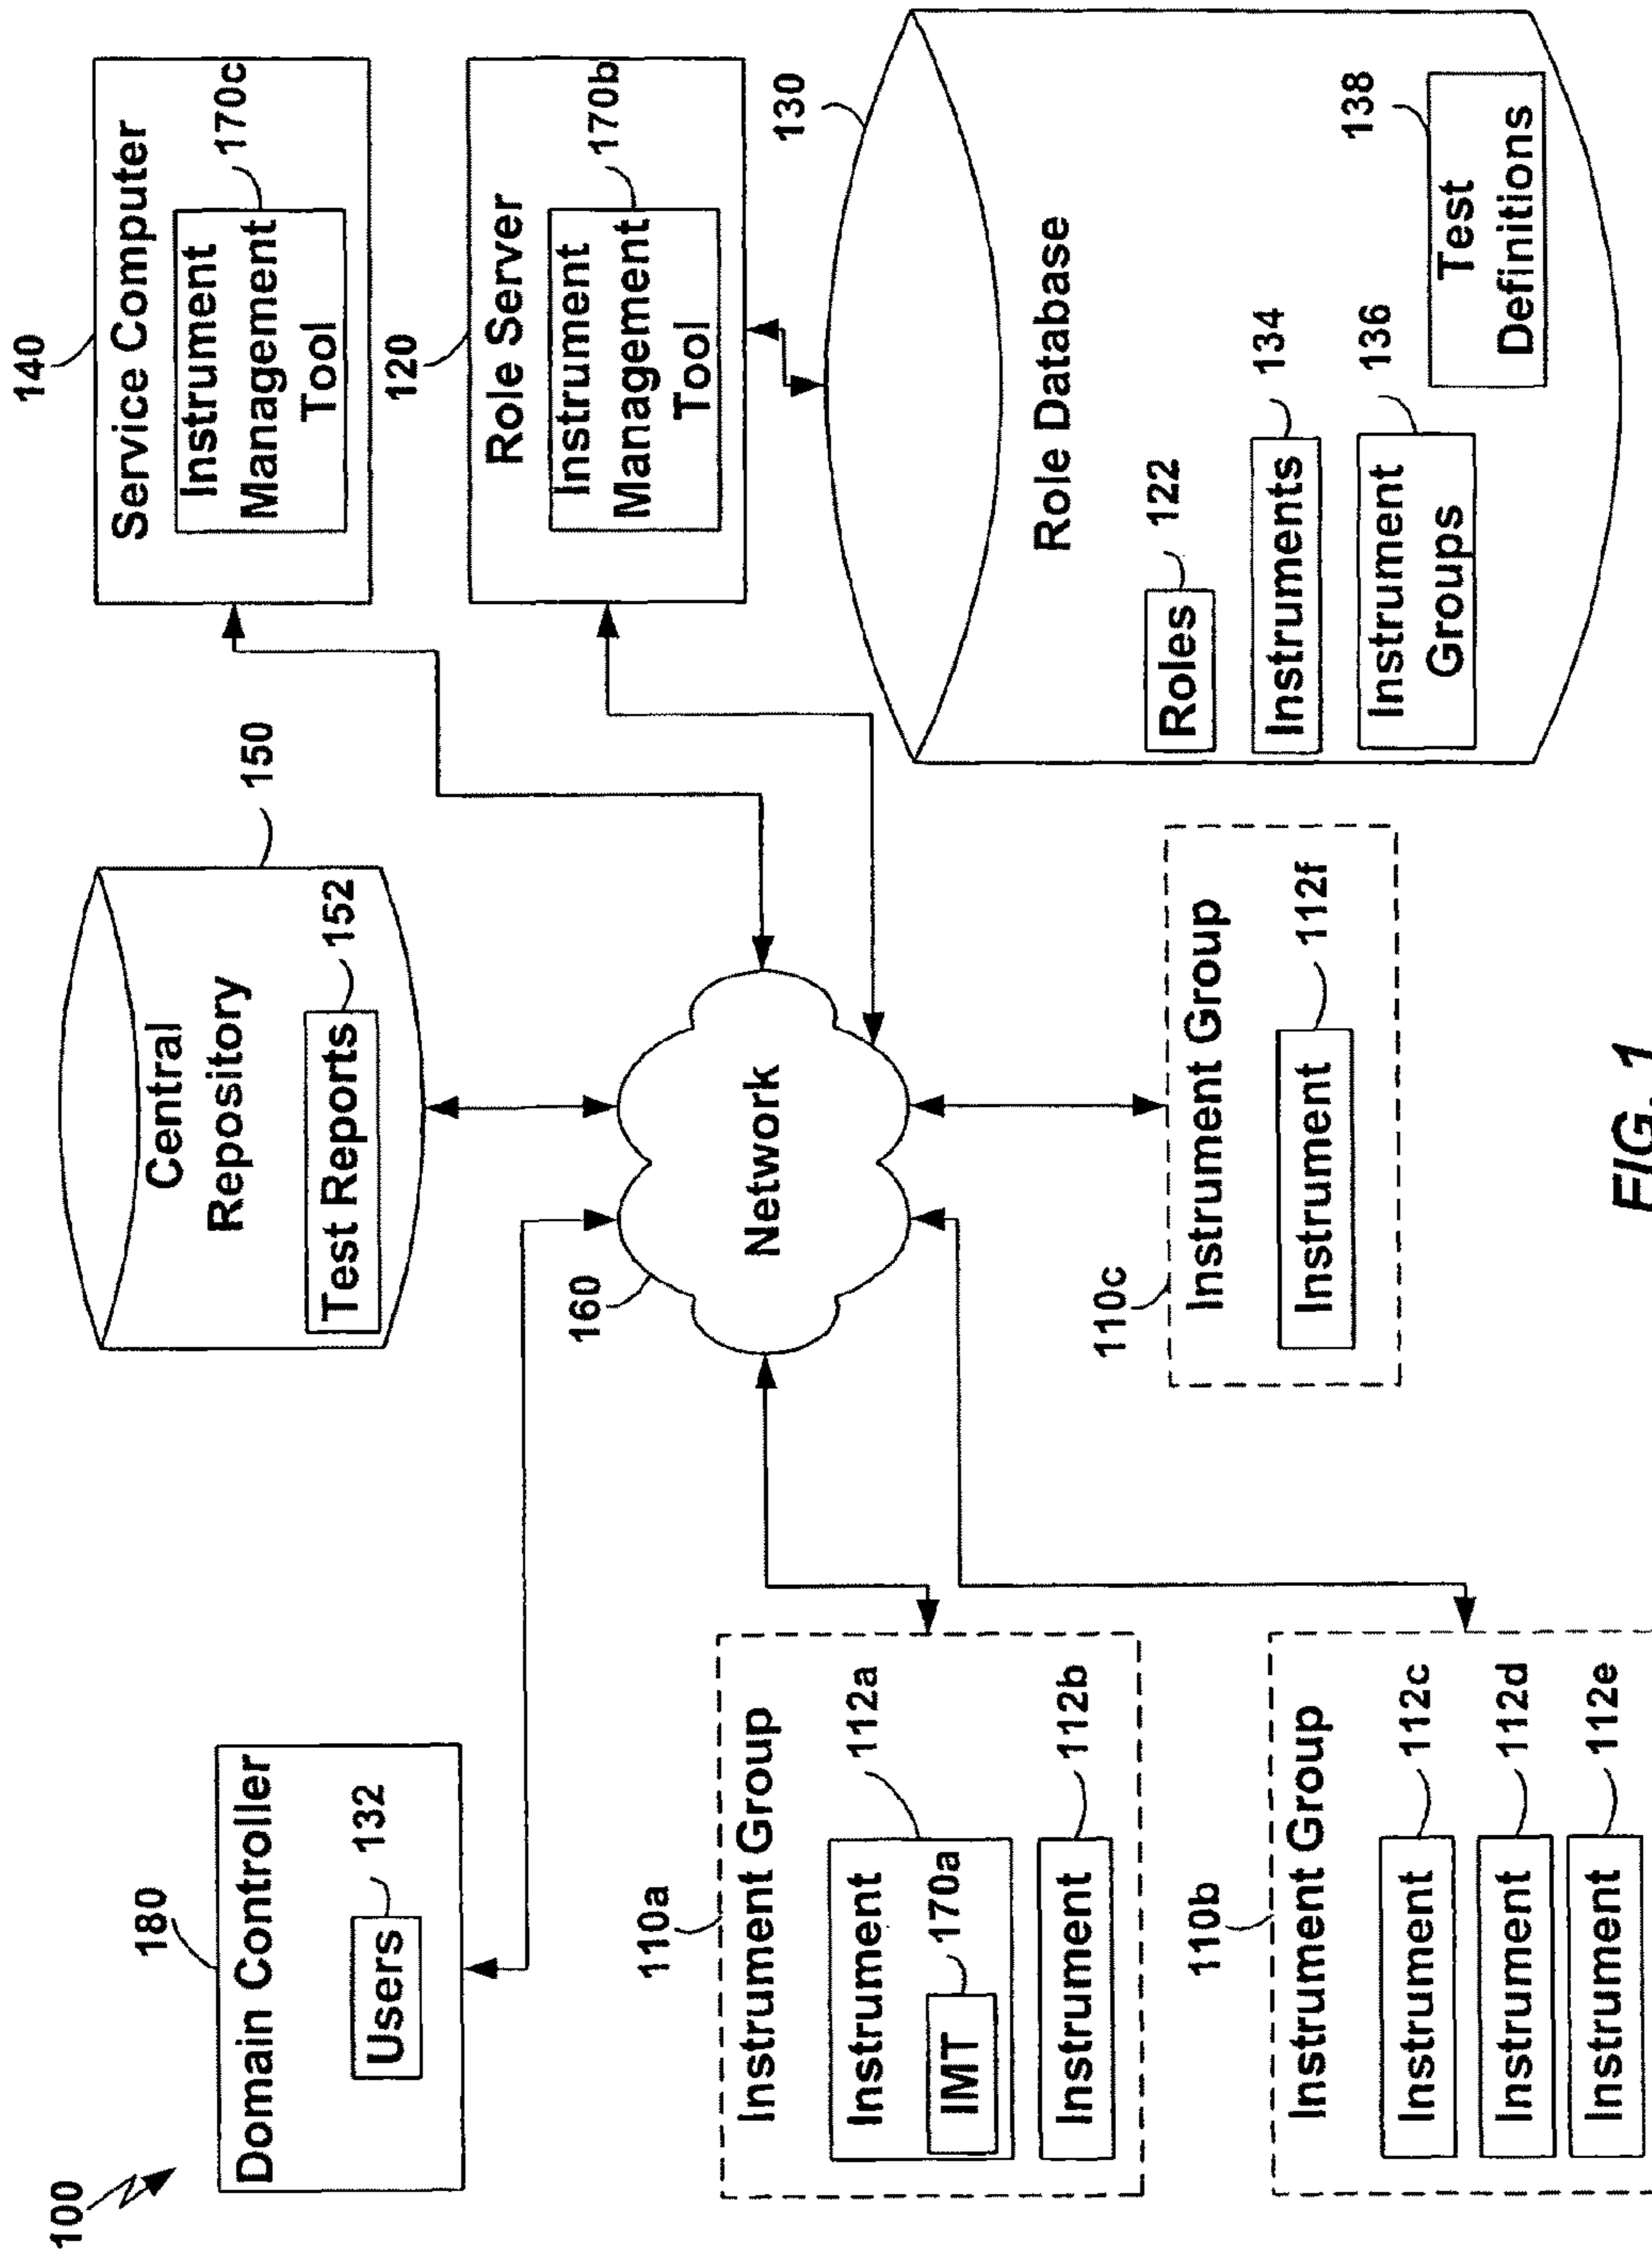 100
180
Domain Controller
Users
132
150
Central
Repository
Test Reports
152
140
Service Computer
Instrument
Management
Tool
170c
120
Role Server
Instrument
Management
Tool
170b
160
Network
110a
Instrument Group
Instrument
112a
IMT
170a
Instrument
112b
110b
Instrument Group
Instrument
112c
Instrument
112d
Instrument
112e
110c
Instrument Group
Instrument
112f
130
Role Database
Roles
122
Instruments
134
Instrument
Groups
136
Test
Definitions
138
FIG. 1